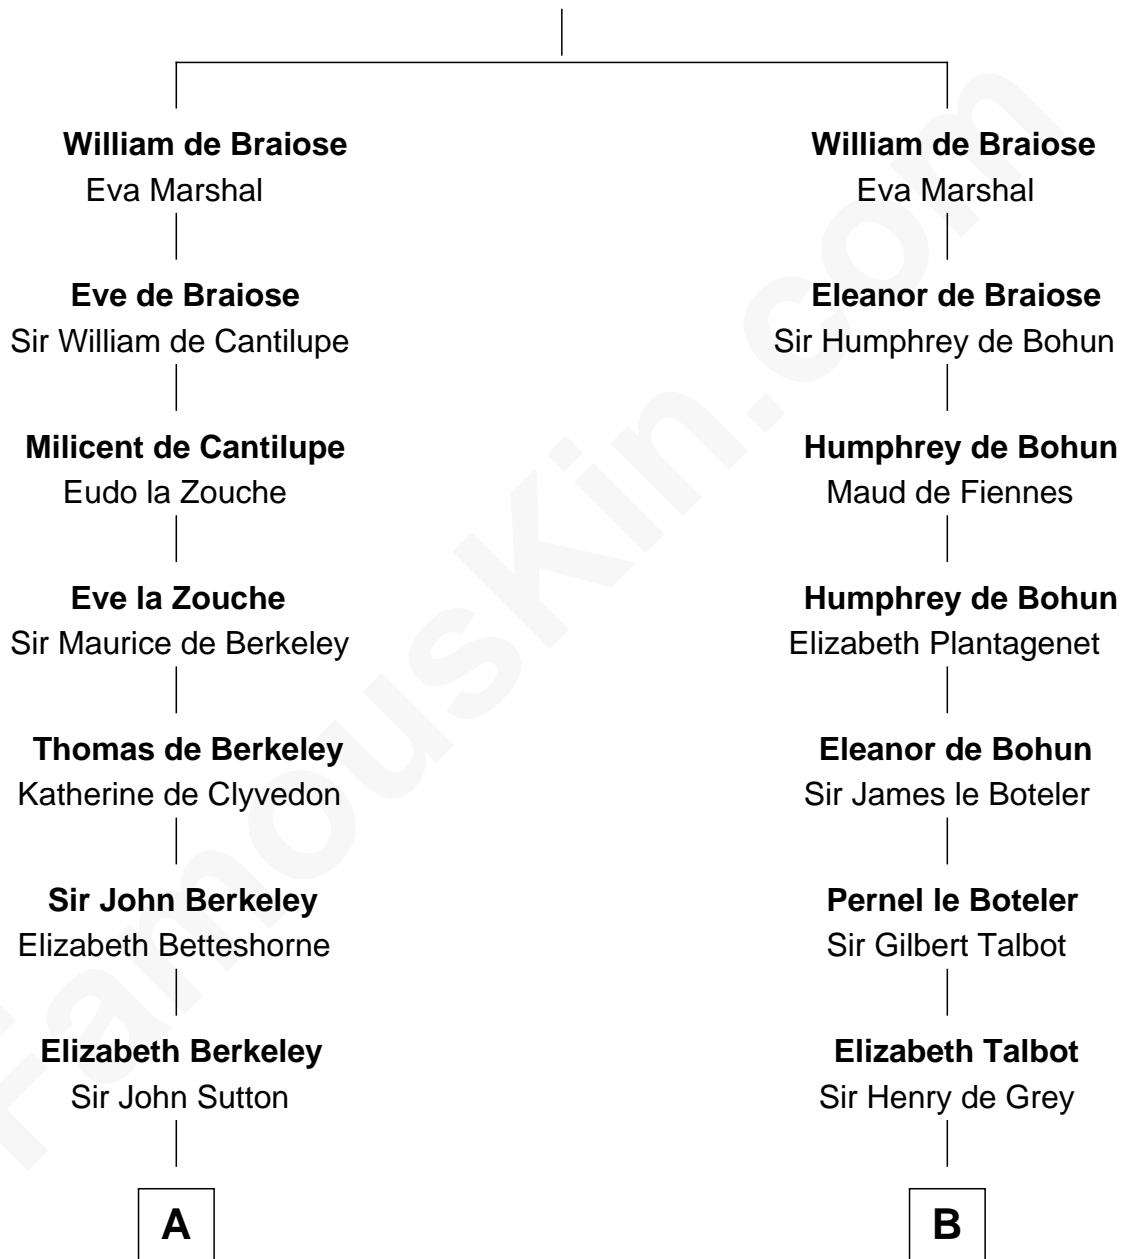 William de Braiose
Eva Marshal
Eve de Braiose
Sir William de Cantilupe
Milicent de Cantilupe
Eudo la Zouche
Eve la Zouche
Sir Maurice de Berkeley
Thomas de Berkeley
Katherine de Clyvedon
Sir John Berkeley
Elizabeth Betteshorne
Elizabeth Berkeley
Sir John Sutton
A
William de Braiose
Eva Marshal
Eleanor de Braiose
Sir Humphrey de Bohun
Humphrey de Bohun
Maud de Fiennes
Humphrey de Bohun
Elizabeth Plantagenet
Eleanor de Bohun
Sir James le Boteler
Pernel le Boteler
Sir Gilbert Talbot
Elizabeth Talbot
Sir Henry de Grey
B
FamousKin.com